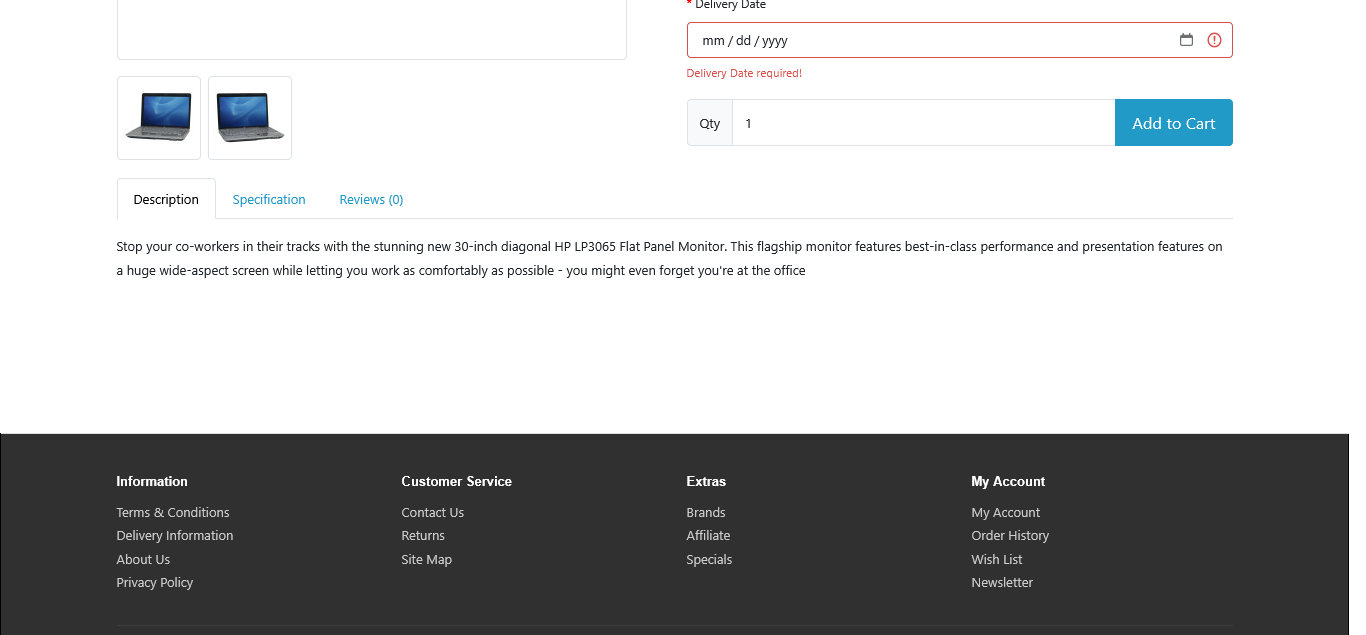 * Delivery Date
mm / dd / yyyy
Delivery Date required!
Qty
1
Add to Cart
Description
Specification
Reviews (0)
Stop your co-workers in their tracks with the stunning new 30-inch diagonal HP LP3065 Flat Panel Monitor. This flagship monitor features best-in-class performance and presentation features on
a huge wide-aspect screen while letting you work as comfortably as possible - you might even forget you're at the office
Information
Terms & Conditions
Delivery Information
About Us
Privacy Policy
Customer Service
Contact Us
Returns
Site Map
Extras
Brands
Affiliate
Specials
My Account
My Account
Order History
Wish List
Newsletter